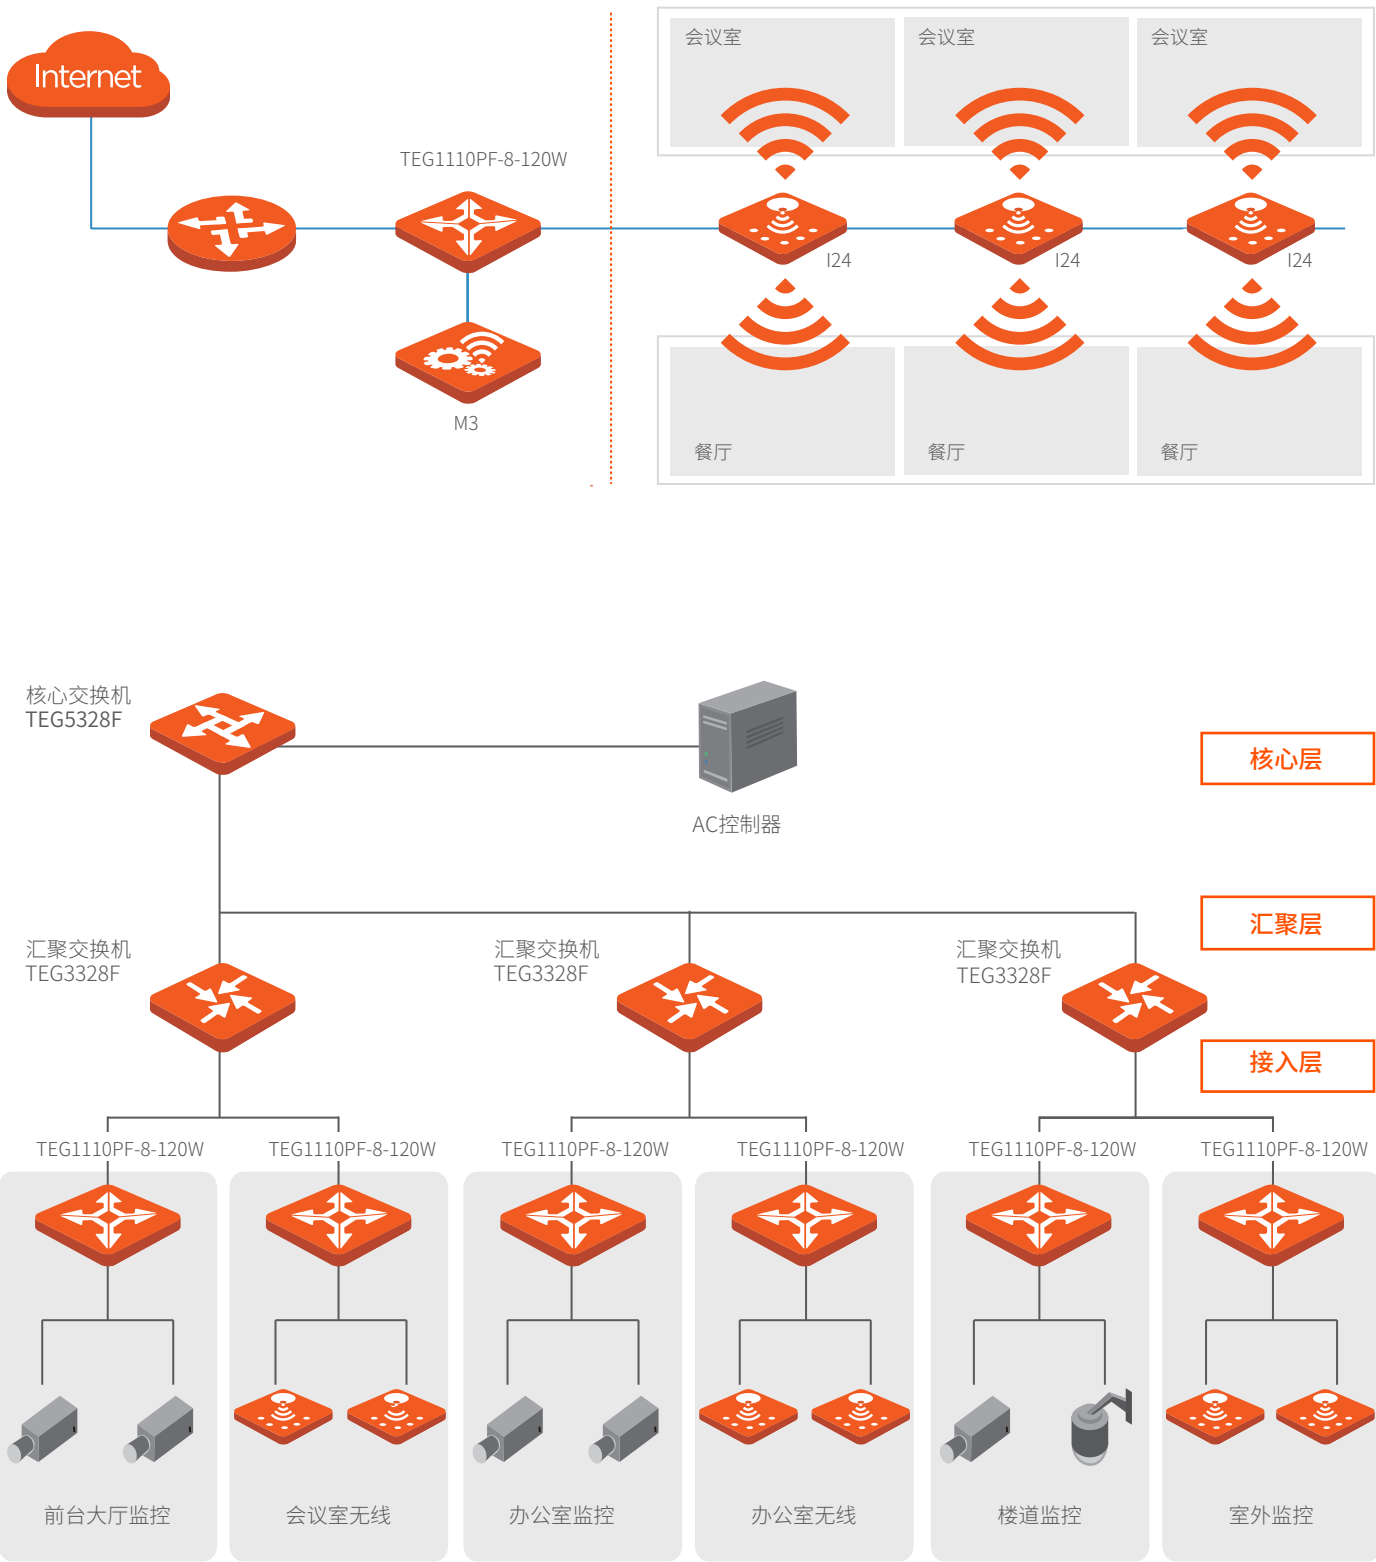 Internet
TEG1110PF-8-120W
会议室
会议室
会议室
I24
I24
I24
M3
餐厅
餐厅
餐厅
核心交换机
TEG5328F
AC控制器
核心层
汇聚层
汇聚交换机
TEG3328F
汇聚交换机
TEG3328F
汇聚交换机
TEG3328F
接入层
TEG1110PF-8-120W
TEG1110PF-8-120W
TEG1110PF-8-120W
TEG1110PF-8-120W
TEG1110PF-8-120W
TEG1110PF-8-120W
前台大厅监控
会议室无线
办公室监控
办公室无线
楼道监控
室外监控